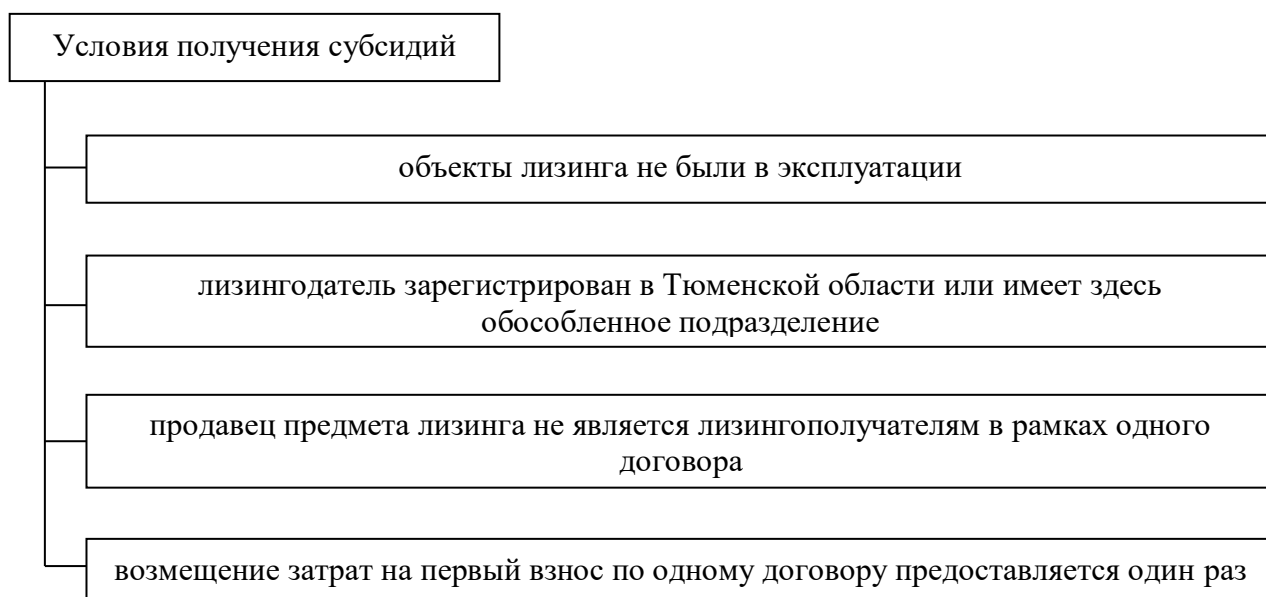 Условия получения субсидий
объекты лизинга не были в эксплуатации
лизингодатель зарегистрирован в Тюменской области или имеет здесь
обособленное подразделение
продавец предмета лизинга не является лизингополучателям в рамках одного
договора
возмещение затрат на первый взнос по одному договору предоставляется один раз